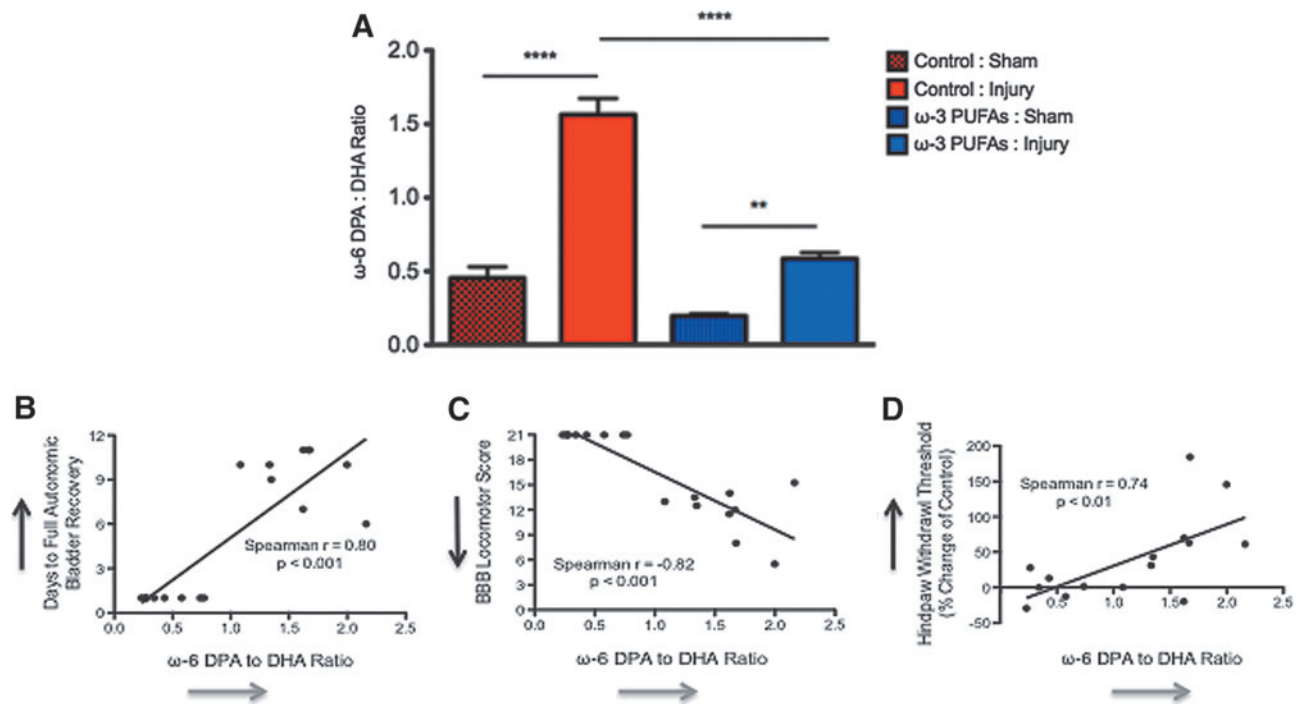 A
****
****
**
2.0
1.5
1.0
0.5
0.0
ω-6 DPA : DHA Ratio
Control : Sham
Control : Injury
ω-3 PUFAs : Sham
ω-3 PUFAs : Injury
B
Days to Full Autonomic
Bladder Recovery
12
9
6
3
0
Spearman r = 0.80
p < 0.001
0.0 0.5 1.0 1.5 2.0 2.5
ω-6 DPA to DHA Ratio
C
BBB Locomotor Score
21
18
15
12
9
6
3
0
Spearman r = -0.82
p < 0.001
0.0 0.5 1.0 1.5 2.0 2.5
ω-6 DPA to DHA Ratio
D
Hindpaw Withdrawl Threshold
(% Change of Control)
200
150
100
50
0
-50
Spearman r = 0.74
p < 0.01
0.5 1.0 1.5 2.0 2.5
ω-6 DPA to DHA Ratio